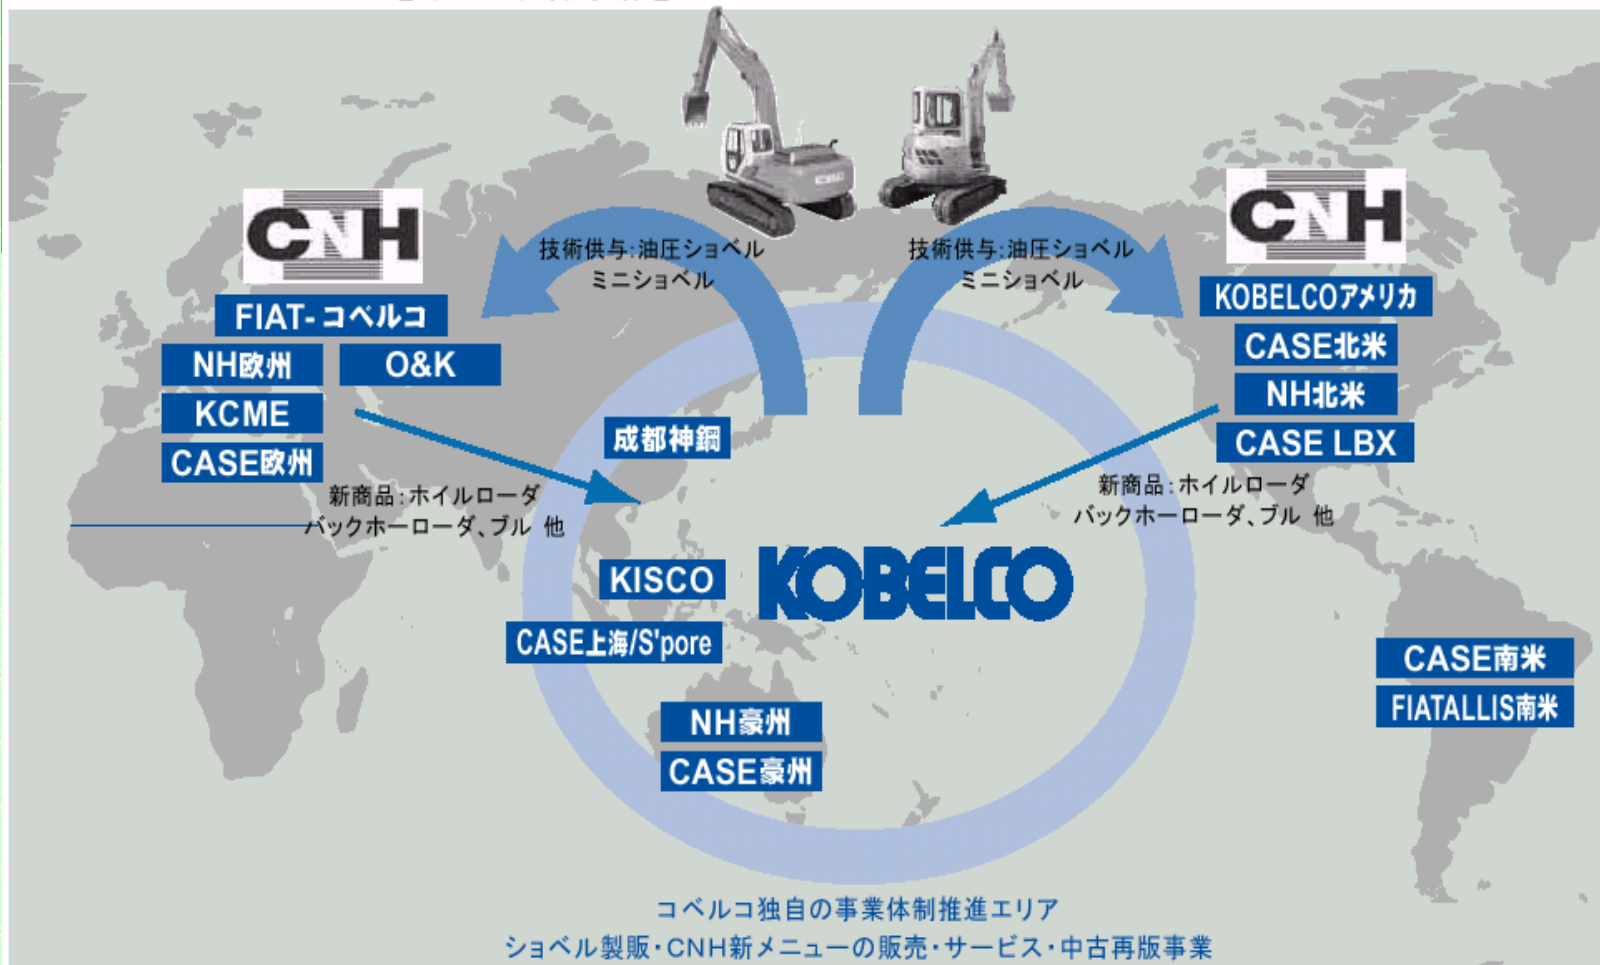 CNH
FIAT-コベルコ
NH欧州
O&K
KCME
CASE欧州
技術供与:油圧ショベル
ミニショベル
技術供与:油圧ショベル
ミニショベル
CNH
KOBELCOアメリカ
CASE北米
NH北米
CASE LBX
新商品:ホイルローダ
バックホーローダ、ブル 他
新商品:ホイルローダ
バックホーローダ、ブル 他
成都神鋼
KISCO
KOBELCO
CASE上海/S'pore
NH豪州
CASE豪州
CASE南米
FIATALLIS南米
コベルコ独自の事業体制推進エリア
ショベル製販・CNH新メニューの販売・サービス・中古再版事業